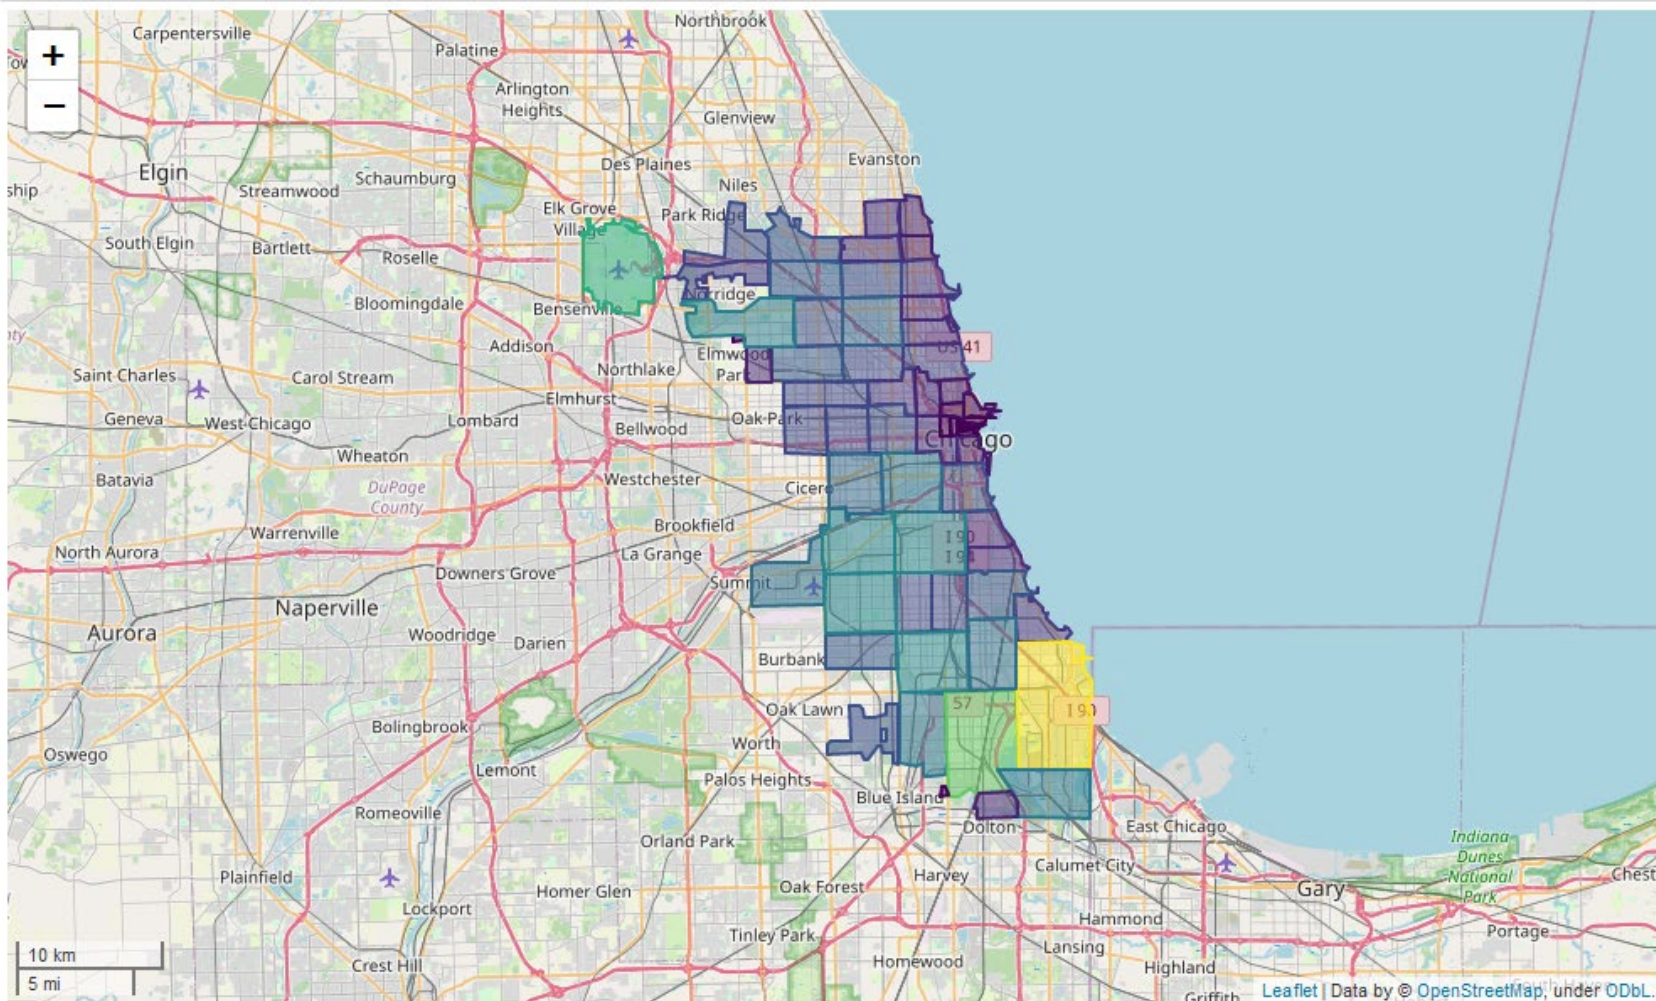 Northbrook
Carpentersville
+
Palatine
−
Arlington
Heights
Glenview
Evanston
Des Plaines
Elgin
Schaumburg
Niles
ship
Streamwood
Elk Grove
Village
Park Ridge
South Elgin
Bartlett
Roselle
Norridge
Bloomingdale
Bensenville
Addison
US 41
Elmwood
Park
Northlake
Saint Charles
Carol Stream
Elmhurst
Geneva
West Chicago
Lombard
Oak Park
Bellwood
Chicago
Wheaton
Batavia
DuPage
County
Westchester
Cicero
Warrenville
Brookfield
I 90
I 94
North Aurora
La Grange
Downers Grove
Summit
Naperville
Aurora
Woodridge
Darien
Burbank
57
I 90
Oak Lawn
Bolingbrook
Worth
Oswego
Lemont
Palos Heights
Blue Island
Romeoville
Dolton
East Chicago
Orland Park
Indiana
Dunes
National
Park
Calumet City
Plainfield
Homer Glen
Oak Forest
Harvey
Gary
Chest
Lockport
Hammond
Tinley Park
Portage
Lansing
10 km
Crest Hill
Homewood
Highland
5 mi
Griffith
Leaflet | Data by © OpenStreetMap, under ODbL.